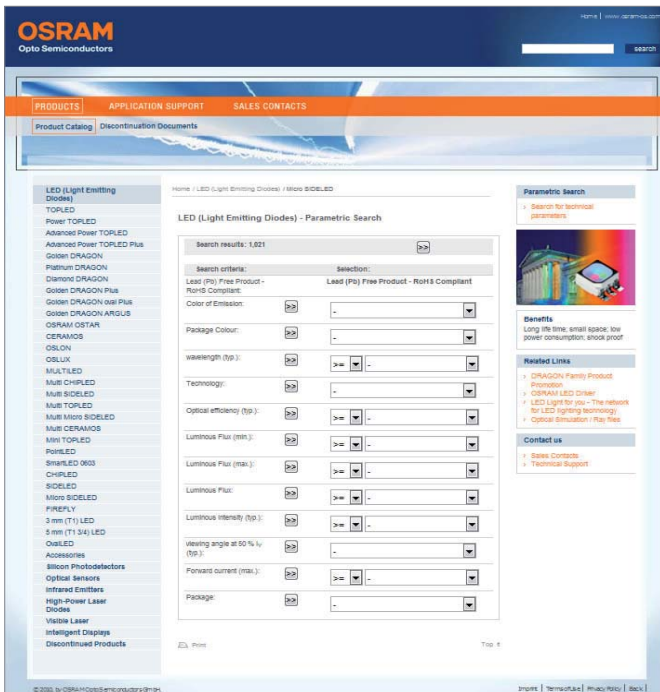 Home | www.osram-os.com
OSRAM
Opto Semiconductors
search
PRODUCTS APPLICATION SUPPORT SALES CONTACTS
Product Catalog Discontinuation Documents
LED (Light Emitting
Diodes)
TOPLED
Power TOPLED
Advanced Power TOPLED
Advanced Power TOPLED Plus
Golden DRAGON
Platinum DRAGON
Diamond DRAGON
Golden DRAGON Plus
Golden DRAGON oval Plus
Golden DRAGON ARGUS
OSRAM OSTAR
CERAMOS
OSLON
OSLUX
MULTILED
Multi CHIPLED
Multi SIDELED
Multi TOPLED
Multi Micro SIDELED
Multi CERAMOS
Mini TOPLED
PointLED
SmartLED 0603
CHIPLED
SIDELED
Micro SIDELED
FIREFLY
3 mm (T1) LED
5 mm (T1 3/4) LED
OvalLED
Accessories
Silicon Photodetectors
Optical Sensors
Infrared Emitters
High-Power Laser
Diodes
Visible Laser
Intelligent Displays
Discontinued Products
Home / LED (Light Emitting Diodes) / Micro SIDELED
LED (Light Emitting Diodes) - Parametric Search
Search results: 1,021 >>
Search criteria: Selection:
Lead (Pb) Free Product - Lead (Pb) Free Product - RoHS Compliant
RoHS Compliant:
Color of Emission: >> -
Package Colour: >> -
wavelength (typ.): >> >= -
Technology: >> -
Optical efficiency (typ.): >> >= -
Luminous Flux (min.): >> >= -
Luminous Flux (max.): >> >= -
Luminous Flux: >> >= -
Luminous Intensity (typ.): >> >= -
viewing angle at 50 % Iv
(typ.): >> -
Forward current (max.): >> >= -
Package: >> -
Print Top
Parametric Search
› Search for technical
parameters
Benefits
Long life time; small space; low
power consumption; shock proof
Related Links
› DRAGON Family Product
Promotion
› OSRAM LED Driver
› LED Light for you - The network
for LED lighting technology
› Optical Simulation / Ray files
Contact us
› Sales Contacts
› Technical Support
© 2010, by OSRAM Opto Semiconductors GmbH.
Imprint | Terms of Use | Privacy Policy | Back |